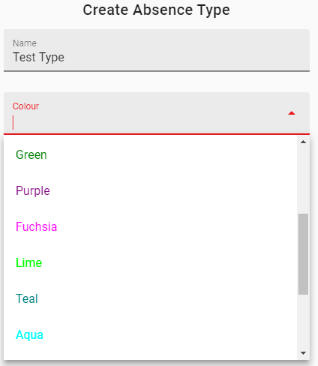 Create Absence Type
Name
Test Type
Colour
Green
Purple
Fuchsia
Lime
Teal
Aqua